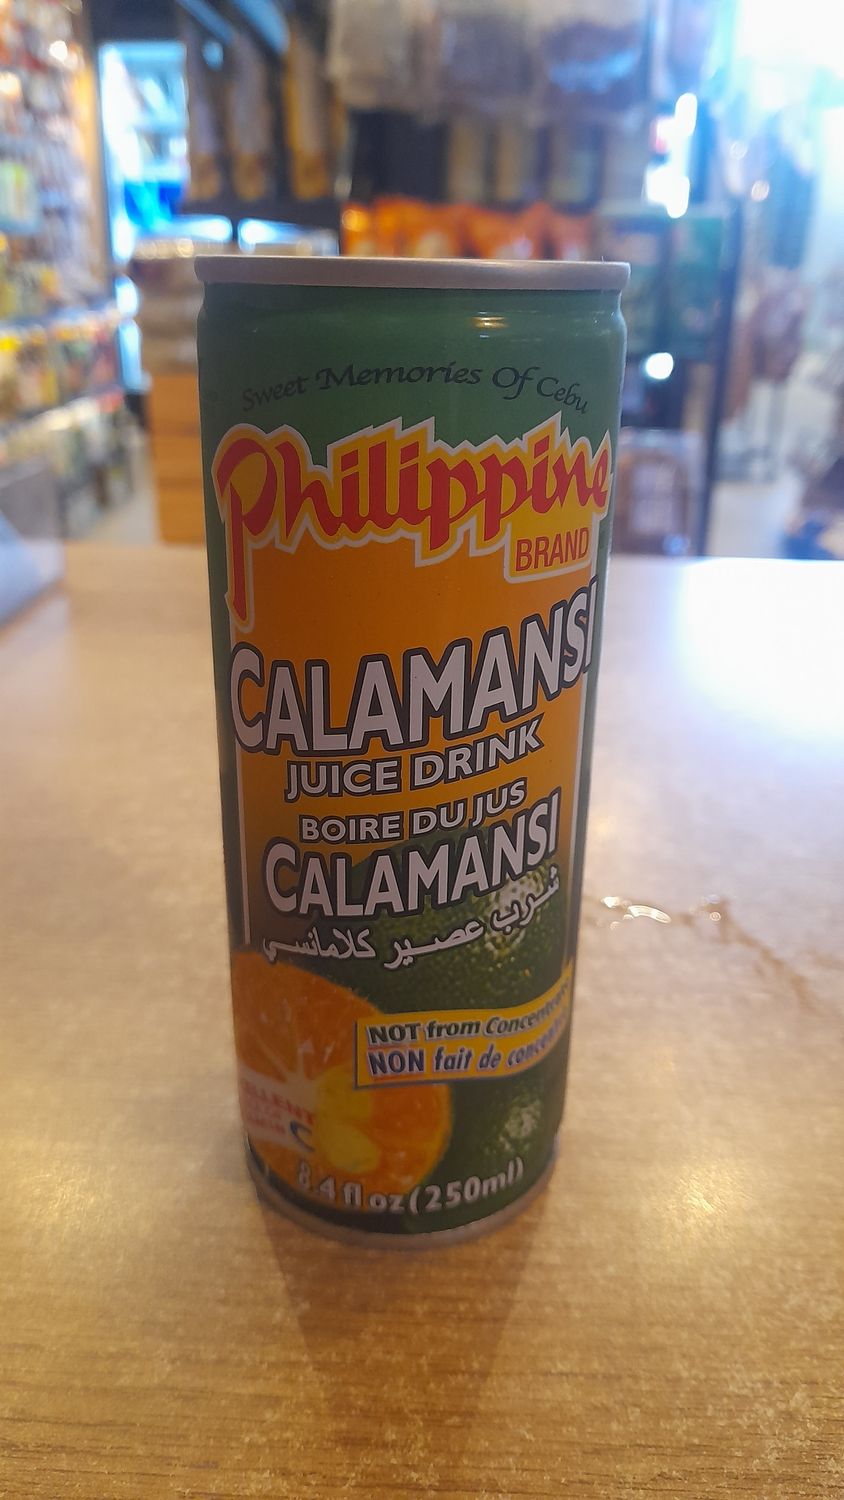 Sweet Memories Of Cebu
Philippine
BRAND
CALAMANSI
JUICE DRINK
BOIRE DU JUS
CALAMANSI
شرب عصير كلامانسي
NOT from Concentrate
NON fait de
C
8.4 fl oz (250ml)